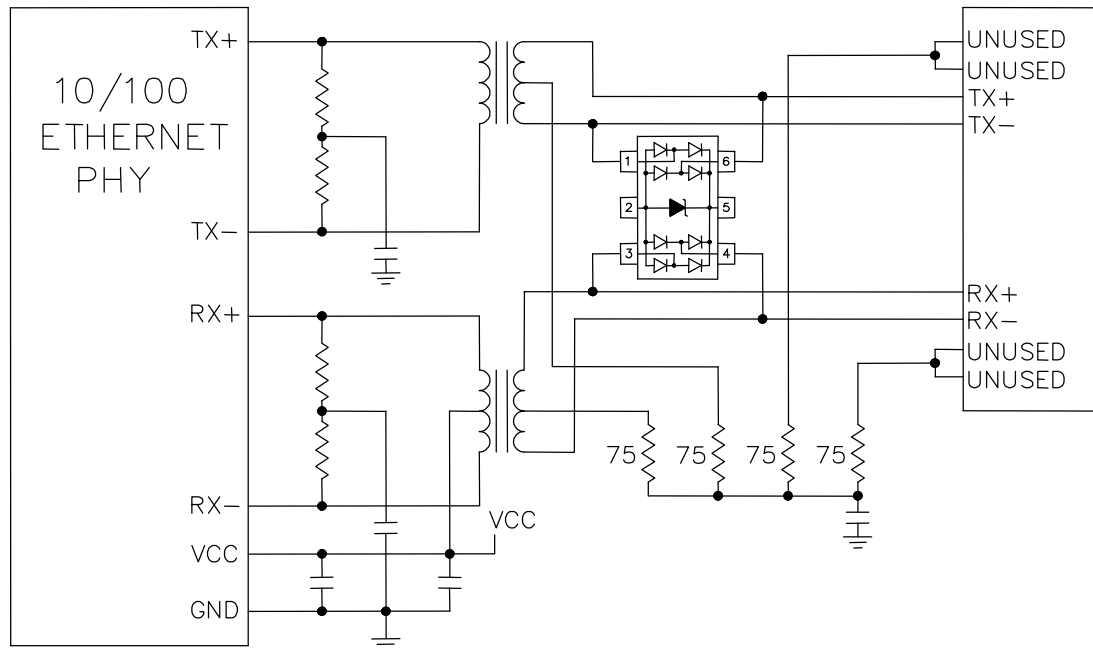 10/100
ETHERNET
PHY
TX+
TX-
RX+
RX-
VCC
GND
VCC
1
2
3
6
5
4
UNUSED
UNUSED
TX+
TX-
RX+
RX-
UNUSED
UNUSED
75
75
75
75